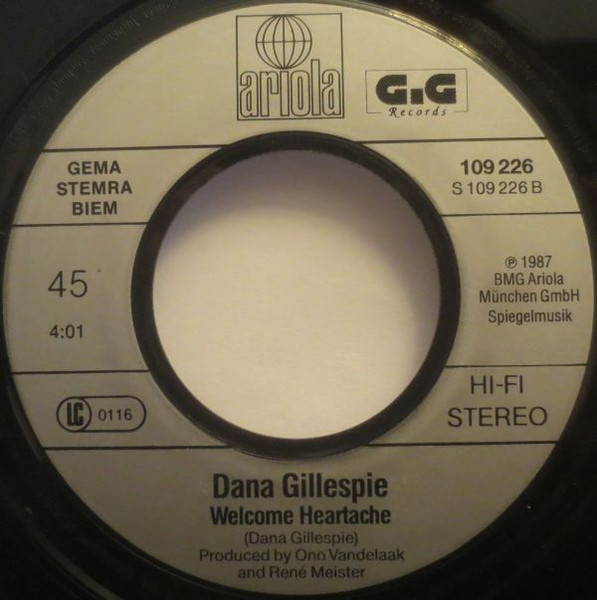 ariola
G.G
Records
GEMA
STEMRA
BIEM
109 226
S 109 226 B
45
4:01
℗ 1987
BMG Ariola
München GmbH
Spiegelmusik
LC 0116
HI-FI
STEREO
Dana Gillespie
Welcome Heartache
(Dana Gillespie)
Produced by Ono Vandelaak
and René Meister